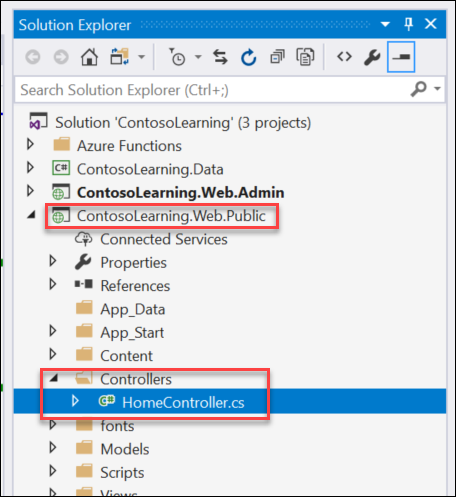 Solution Explorer
Search Solution Explorer (Ctrl+;)
Solution 'ContosoLearning' (3 projects)
Azure Functions
C# ContosoLearning.Data
ContosoLearning.Web.Admin
ContosoLearning.Web.Public
Connected Services
Properties
References
App_Data
App_Start
Content
Controllers
C# HomeController.cs
fonts
Models
Scripts
Views